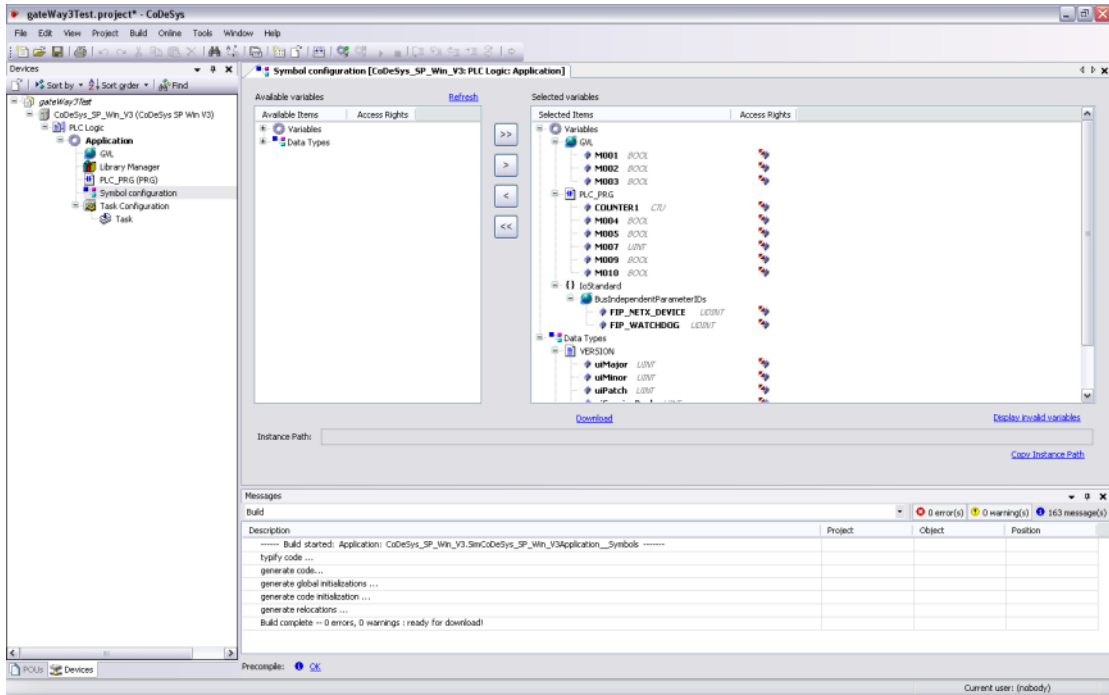 gateWay3Test.project* - CoDeSys
File Edit View Project Build Online Tools Window Help
Devices
Sort by Sort order Find
gateWay3Test
CoDeSys_SP_Win_V3 (CoDeSys SP Win V3)
PLC Logic
Application
GVL
Library Manager
PLC_PRG (PRG)
Symbol configuration
Task Configuration
Task
POUs Devices
Symbol configuration [CoDeSys_SP_Win_V3: PLC Logic: Application]
Available variables Refresh
Available Items Access Rights
Variables
Data Types
>>
>
<
<<
Selected variables
Selected Items Access Rights
Variables
GVL
M001 BOOL
M002 BOOL
M003 BOOL
PLC_PRG
COUNTER1 CTU
M004 BOOL
M005 BOOL
M007 UINT
M009 BOOL
M010 BOOL
IoStandard
BusIndependentParameterIDs
FIP_NETX_DEVICE UDINT
FIP_WATCHDOG UDINT
Data Types
VERSION
uiMajor UINT
uiMinor UINT
uiPatch UINT
Download Display invalid variables
Instance Path:
Copy Instance Path
Messages
Build 0 error(s) 0 warning(s) 163 message(s)
Description Project Object Position
------ Build started: Application: CoDeSys_SP_Win_V3.SimCoDeSys_SP_Win_V3Application__Symbols -------
typify code ...
generate code...
generate global initializations ...
generate code initialization ...
generate relocations ...
Build complete -- 0 errors, 0 warnings : ready for download!
Precompile: OK
Current user: (nobody)